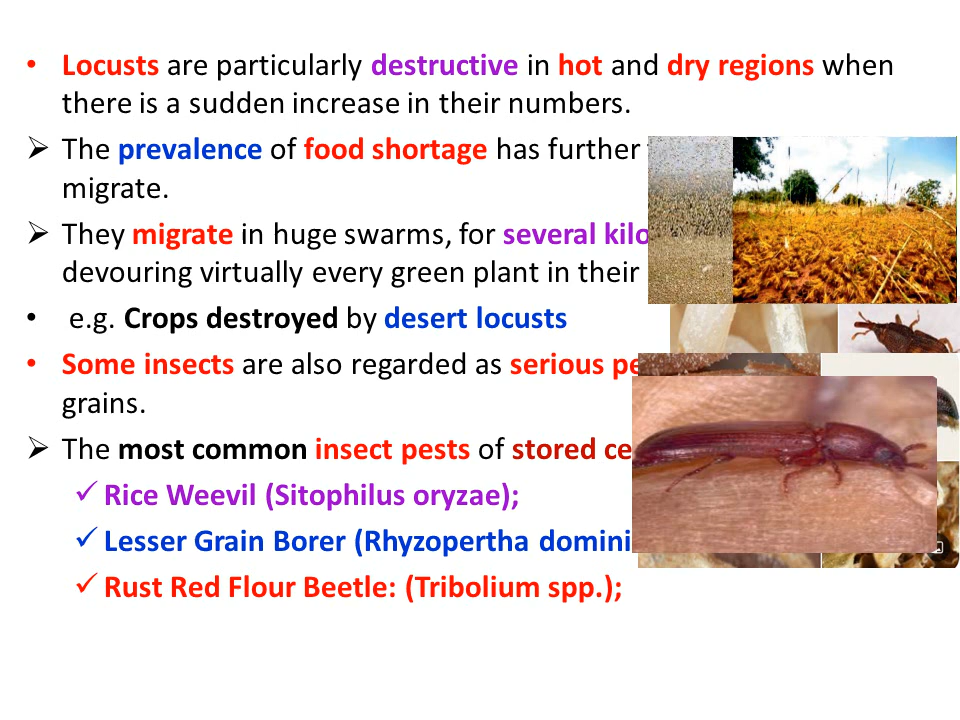 • Locusts are particularly destructive in hot and dry regions when
there is a sudden increase in their numbers.
➢ The prevalence of food shortage has further
migrate.
➢ They migrate in huge swarms, for several kilo
devouring virtually every green plant in their
• e.g. Crops destroyed by desert locusts
• Some insects are also regarded as serious pe
grains.
➢ The most common insect pests of stored ce
✓ Rice Weevil (Sitophilus oryzae);
✓ Lesser Grain Borer (Rhyzopertha domini
✓ Rust Red Flour Beetle: (Tribolium spp.);